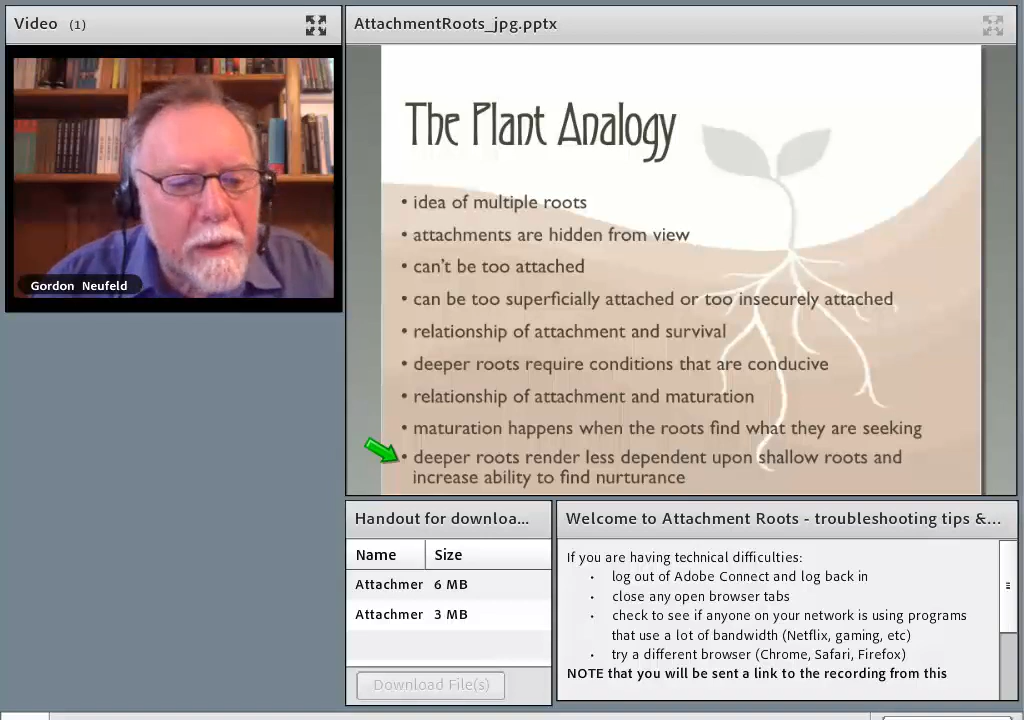 Video (1)
Gordon Neufeld
AttachmentRoots_jpg.pptx
The Plant Analogy
• idea of multiple roots
• attachments are hidden from view
• can't be too attached
• can be too superficially attached or too insecurely attached
• relationship of attachment and survival
• deeper roots require conditions that are conducive
• relationship of attachment and maturation
• maturation happens when the roots find what they are seeking
• deeper roots render less dependent upon shallow roots and
increase ability to find nurturance
Handout for downloa...
Name Size
Attachmer 6 MB
Attachmer 3 MB
Download File(s)
Welcome to Attachment Roots - troubleshooting tips &...
If you are having technical difficulties:
• log out of Adobe Connect and log back in
• close any open browser tabs
• check to see if anyone on your network is using programs
that use a lot of bandwidth (Netflix, gaming, etc)
• try a different browser (Chrome, Safari, Firefox)
NOTE that you will be sent a link to the recording from this